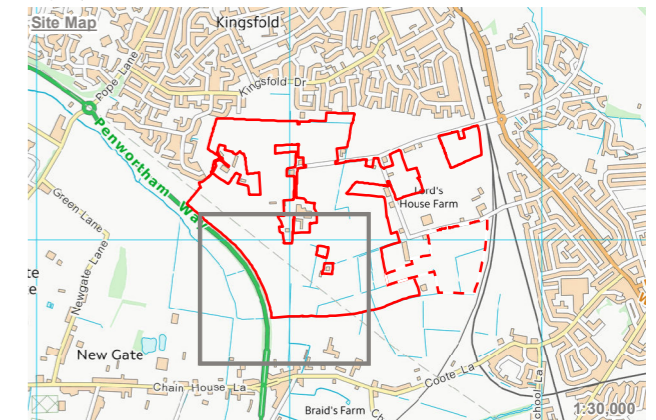 Site Map
Kingsfold
Pope Lane
Kingsfold Dr
Penwortham Way
Green Lane
Lord's
House Farm
Newgate Lane
New Gate
Chain House La
Coote La
Braid's Farm
1:30,000